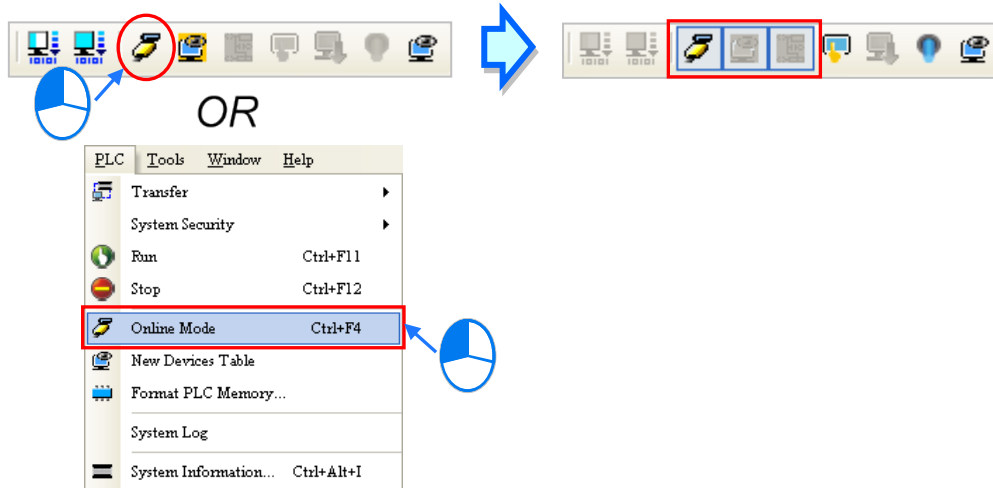 OR
PLC Tools Window Help
Transfer
System Security
Run Ctrl+F11
Stop Ctrl+F12
Online Mode Ctrl+F4
New Devices Table
Format PLC Memory...
System Log
System Information... Ctrl+Alt+I